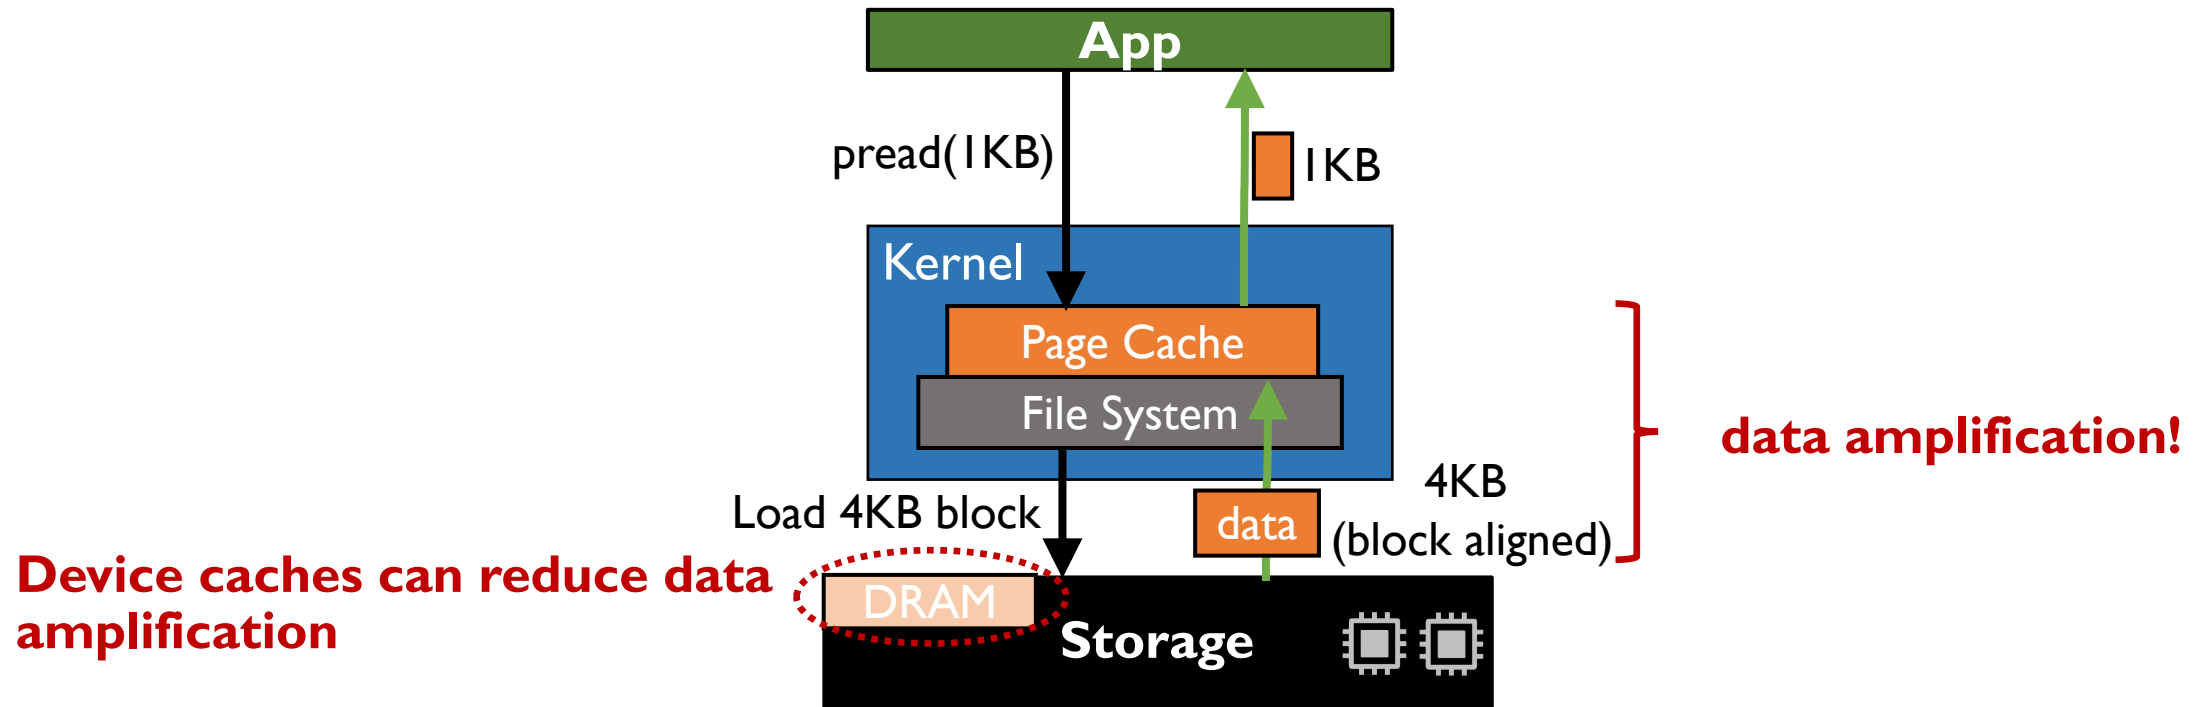 App
pread(1KB)
1KB
Kernel
Page Cache
File System
data amplification!
4KB
(block aligned)
Load 4KB block
data
Device caches can reduce data
amplification
DRAM
Storage